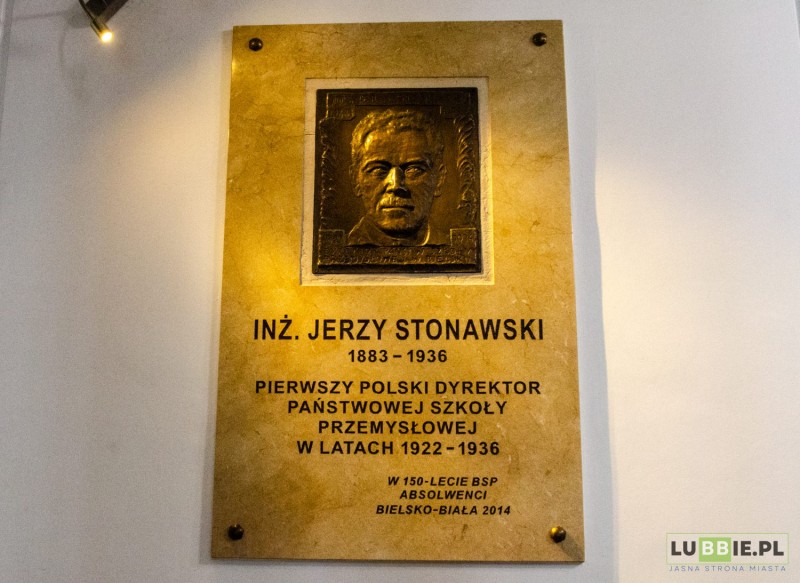 INŻ. JERZY STONAWSKI
1883 – 1936
PIERWSZY POLSKI DYREKTOR
PAŃSTWOWEJ SZKOŁY
PRZEMYSŁOWEJ
W LATACH 1922 – 1936
W 150-LECIE BSP
ABSOLWENCI
BIELSKO-BIAŁA 2014
LUBBIE.PL
JASNA STRONA MIASTA